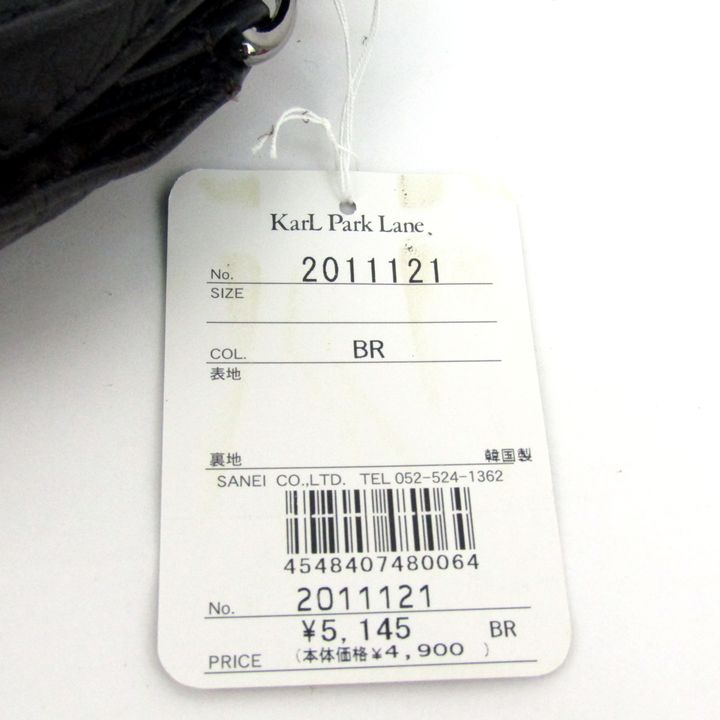 KarL Park Lane
No. 2011121
SIZE
COL. BR
表地
裏地 韓国製
SANEI CO.,LTD. TEL 052-524-1362
4548407480064
No. 2011121
¥5,145 BR
PRICE (本体価格¥4,900 )